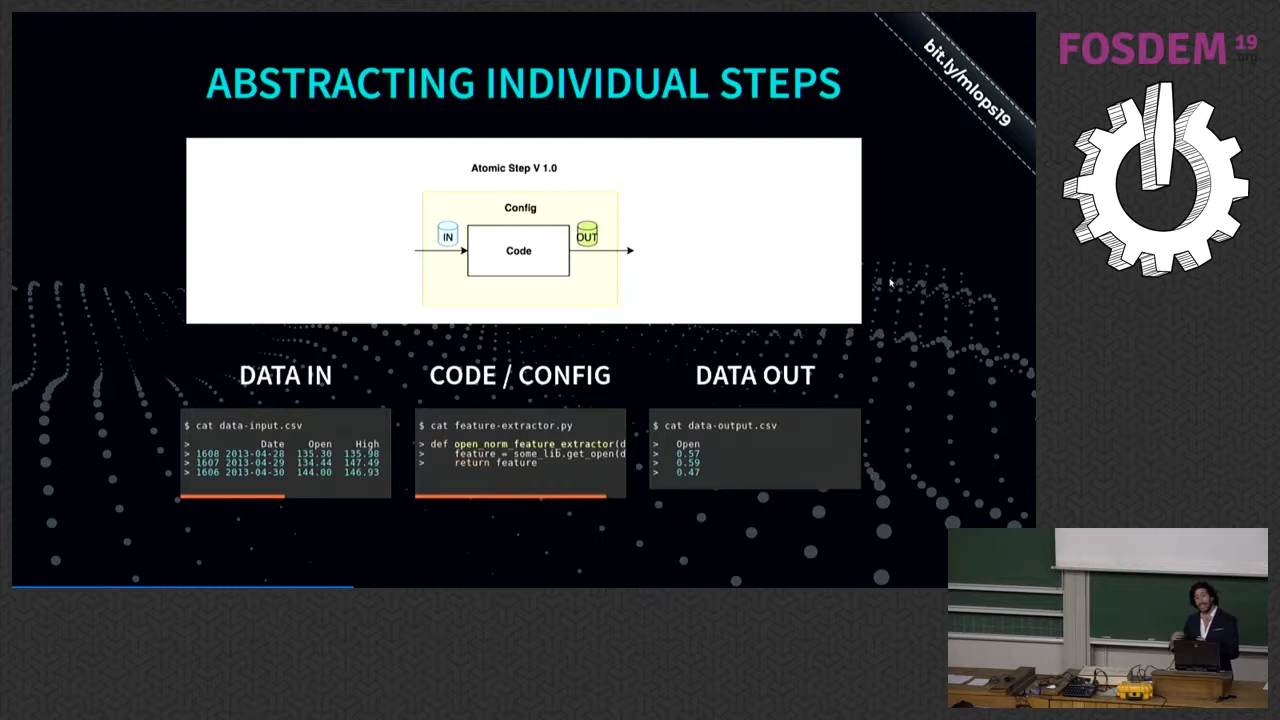 ABSTRACTING INDIVIDUAL STEPS
bit.ly/mlops19
FOSDEM 19
.org
Atomic Step V 1.0
Config
IN
Code
OUT
DATA IN
$ cat data-input.csv
> Date Open High
> 1608 2013-04-28 135.30 135.98
> 1607 2013-04-29 134.44 147.49
> 1606 2013-04-30 144.00 146.93
CODE / CONFIG
$ cat feature-extractor.py
> def open_norm_feature_extractor(d
> feature = some_lib.get_open(d
> return feature
DATA OUT
$ cat data-output.csv
> Open
> 0.57
> 0.59
> 0.47